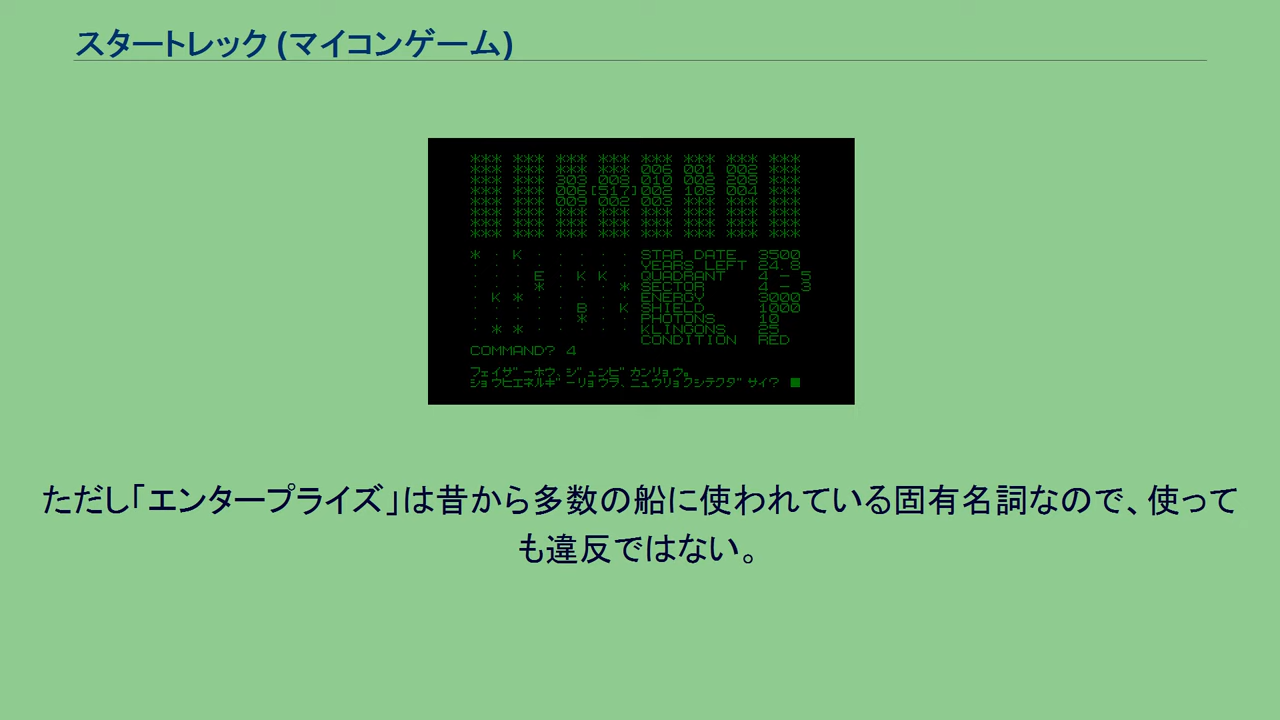 スタートレック (マイコンゲーム)
*** *** *** *** *** *** *** ***
*** *** *** *** 006 001 002 ***
*** *** 303 008 010 002 208 ***
*** *** 006[517]002 108 004 ***
*** *** 009 002 003 *** *** ***
*** *** *** *** *** *** *** ***
*** *** *** *** *** *** *** ***
*** *** *** *** *** *** *** ***
* · K · · · · · STAR DATE 3500
· · · · · · · · YEARS LEFT 24.8
· · · E · K K · QUADRANT 4 - 5
· · · * · · · * SECTOR 4 - 3
· K * · · · · · ENERGY 3000
· · · · · B · K SHIELD 1000
· · · · · * · · PHOTONS 10
· * * · · · · · KLINGONS 25
CONDITION RED
COMMAND? 4
フェイザーホウ、ジュンビカンリョウ。
ショウヒエネルギーリョウヲ、ニュウリョクシテクダサイ? ■
ただし「エンタープライズ」は昔から多数の船に使われている固有名詞なので、使って
も違反ではない。